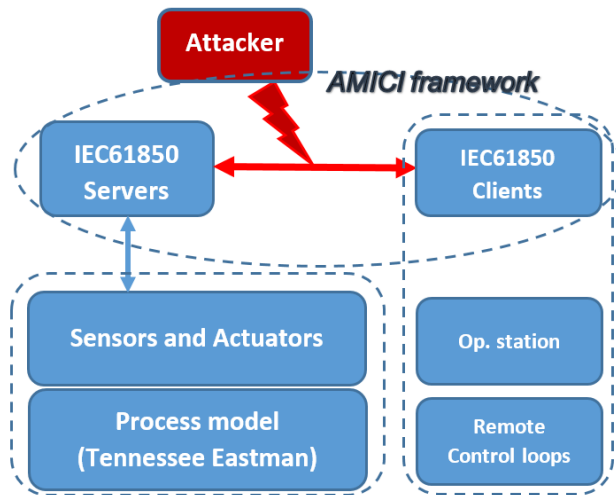 Attacker
AMICI framework
IEC61850
Servers
IEC61850
Clients
Sensors and Actuators
Op. station
Process model
(Tennessee Eastman)
Remote
Control loops